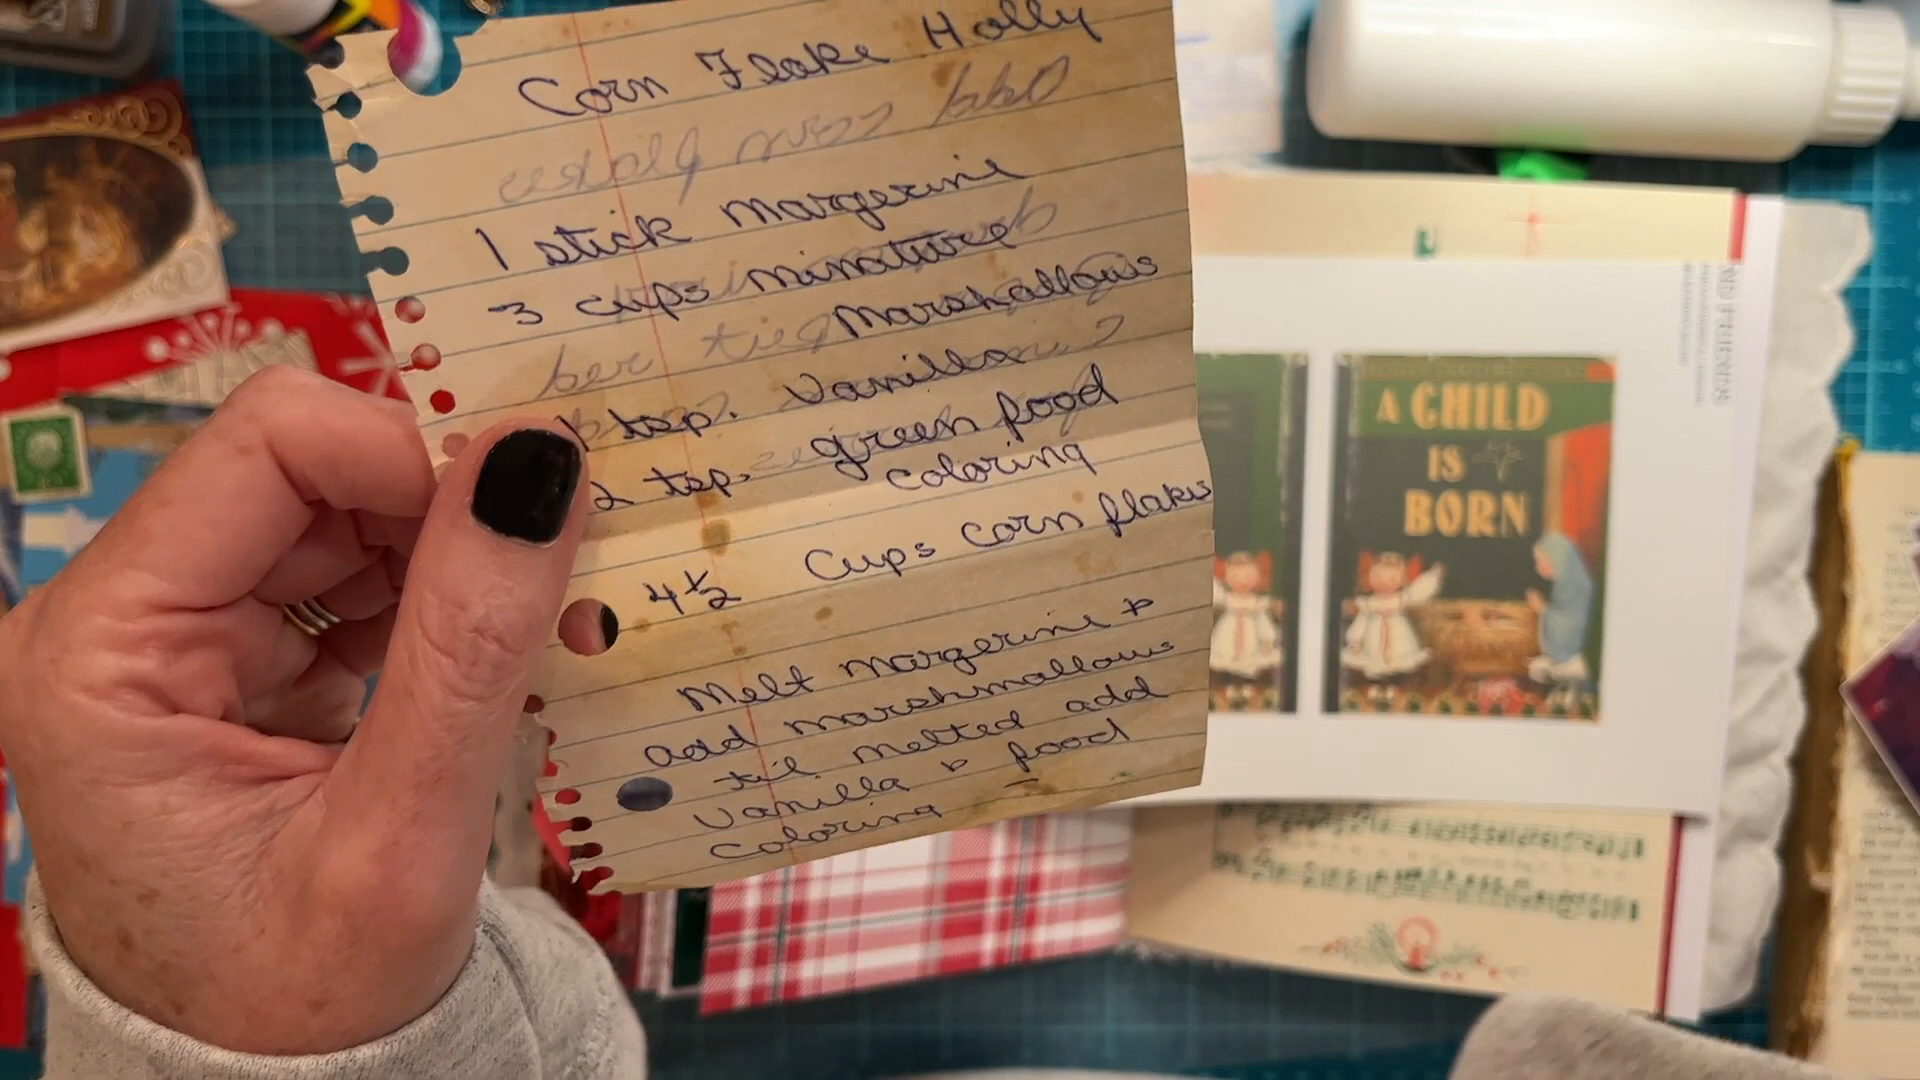 Corn Flake Holly
1 stick Margerine
3 cups minature
Marshallows
1 tsp. Vanilla
2 tsp. green food
coloring
4½ Cups corn flakes
Melt Margerine &
add marshmallows
til melted add
vanilla & food
coloring
A CHILD
IS
BORN